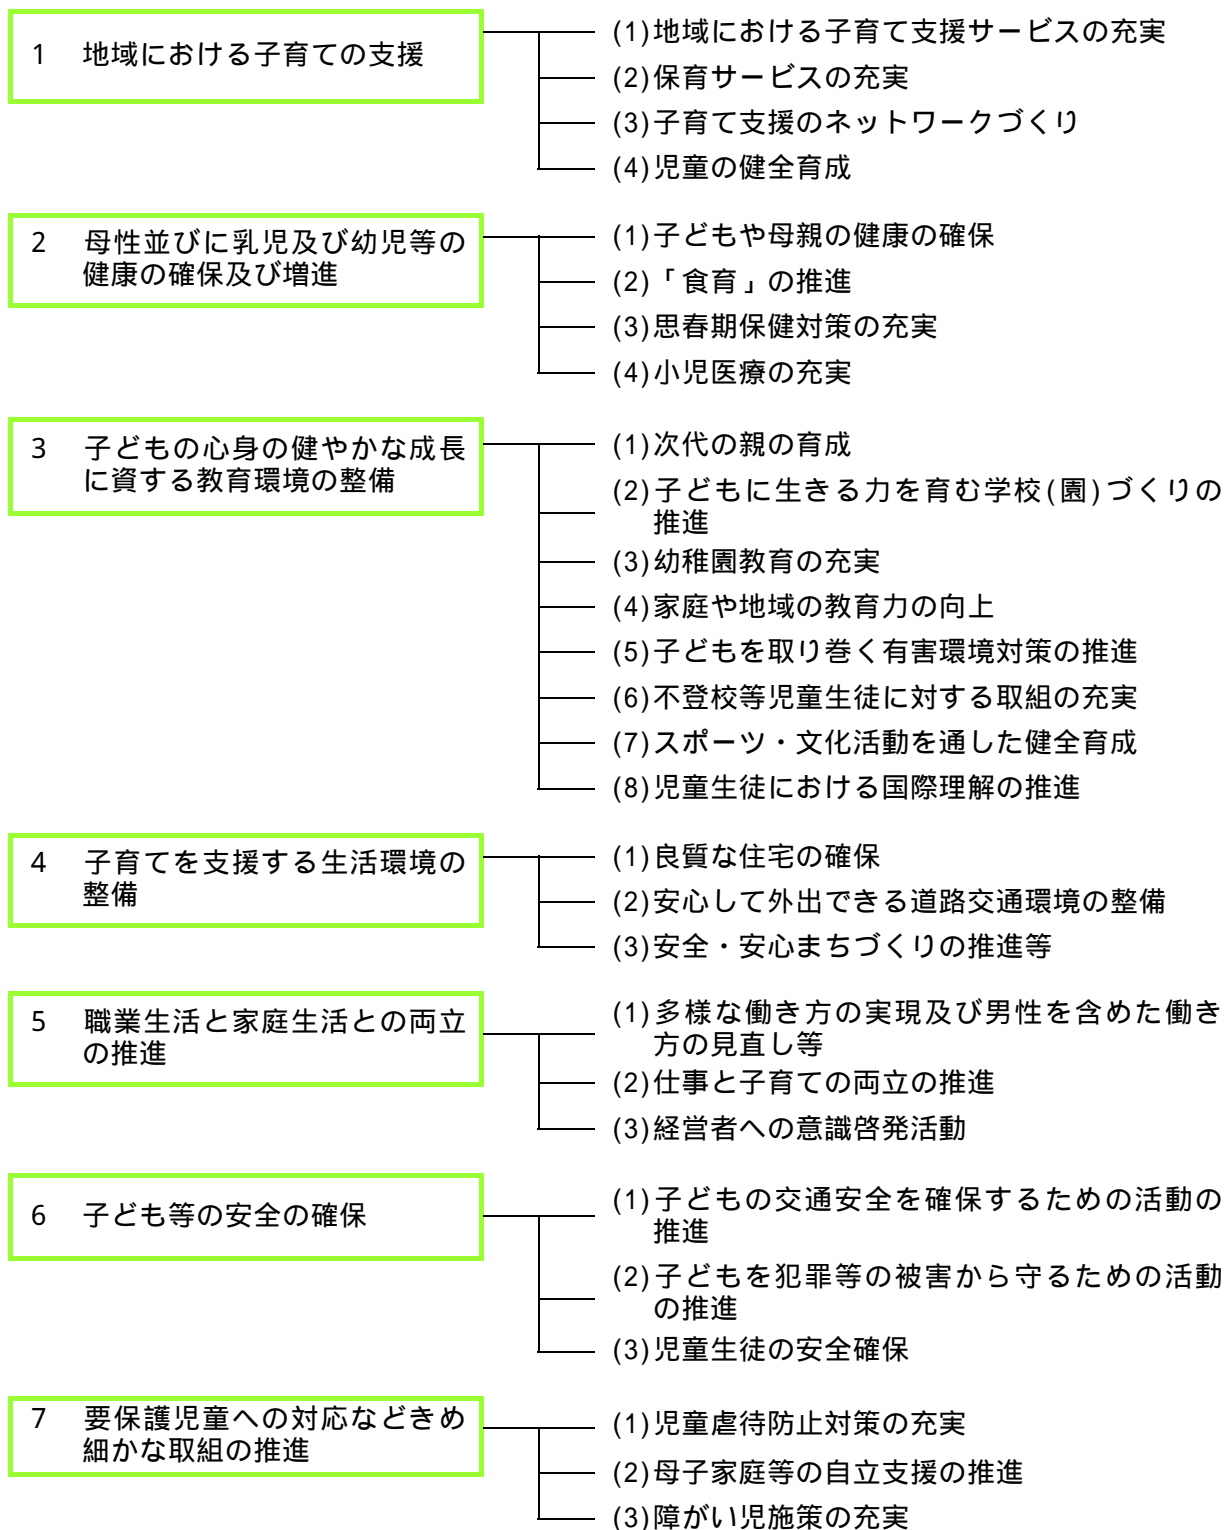 1 地域における子育ての支援
(1)地域における子育て支援サービスの充実
(2)保育サービスの充実
(3)子育て支援のネットワークづくり
(4)児童の健全育成
2 母性並びに乳児及び幼児等の
健康の確保及び増進
(1)子どもや母親の健康の確保
(2)「食育」の推進
(3)思春期保健対策の充実
(4)小児医療の充実
3 子どもの心身の健やかな成長
に資する教育環境の整備
(1)次代の親の育成
(2)子どもに生きる力を育む学校(園)づくりの
推進
(3)幼稚園教育の充実
(4)家庭や地域の教育力の向上
(5)子どもを取り巻く有害環境対策の推進
(6)不登校等児童生徒に対する取組の充実
(7)スポーツ・文化活動を通した健全育成
(8)児童生徒における国際理解の推進
4 子育てを支援する生活環境の
整備
(1)良質な住宅の確保
(2)安心して外出できる道路交通環境の整備
(3)安全・安心まちづくりの推進等
5 職業生活と家庭生活との両立
の推進
(1)多様な働き方の実現及び男性を含めた働き
方の見直し等
(2)仕事と子育ての両立の推進
(3)経営者への意識啓発活動
6 子ども等の安全の確保
(1)子どもの交通安全を確保するための活動の
推進
(2)子どもを犯罪等の被害から守るための活動
の推進
(3)児童生徒の安全確保
7 要保護児童への対応などきめ
細かな取組の推進
(1)児童虐待防止対策の充実
(2)母子家庭等の自立支援の推進
(3)障がい児施策の充実